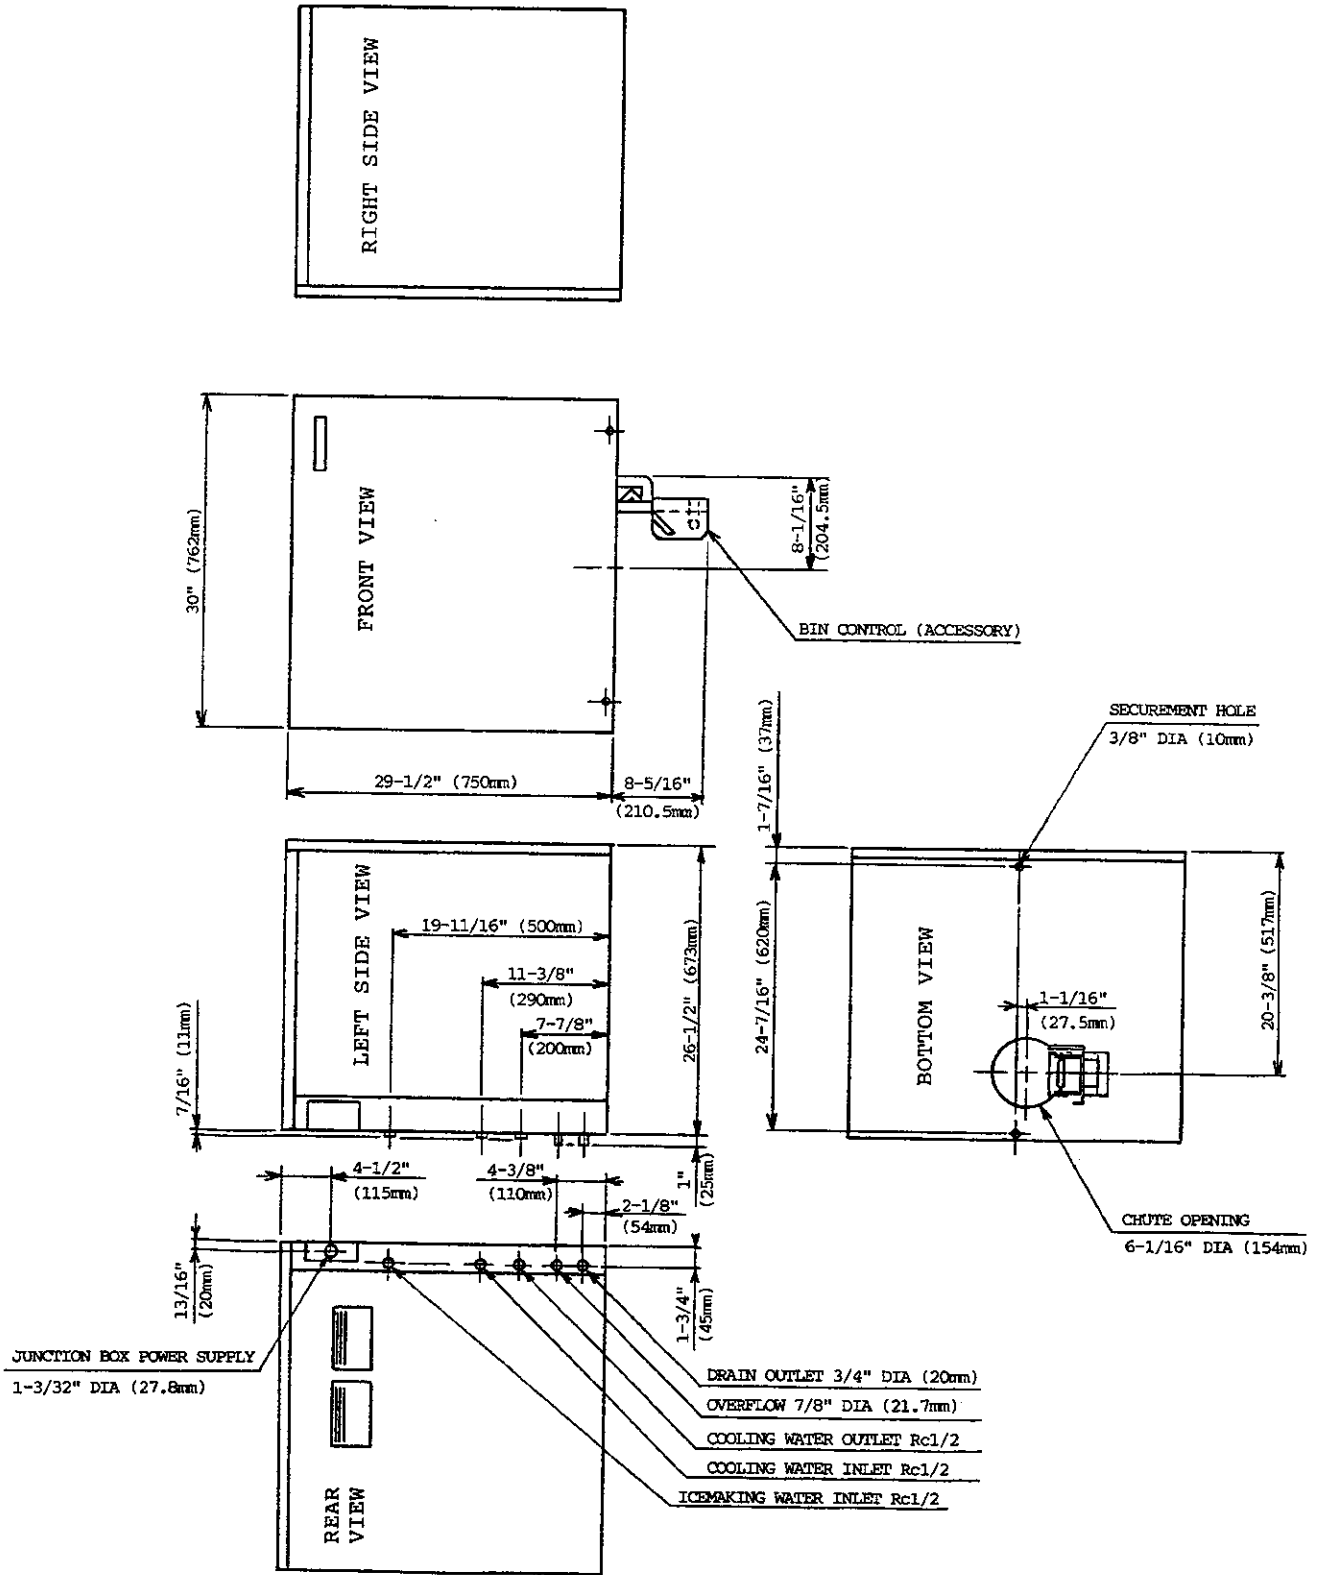 RIGHT SIDE VIEW
30" (762mm)
FRONT VIEW
8-1/16"
(204.5mm)
BIN CONTROL (ACCESSORY)
29-1/2" (750mm)
8-5/16"
(210.5mm)
SECUREMENT HOLE
3/8" DIA (10mm)
1-7/16" (37mm)
LEFT SIDE VIEW
19-11/16" (500mm)
11-3/8"
(290mm)
7-7/8"
(200mm)
26-1/2" (673mm)
7/16" (11mm)
24-7/16" (620mm)
BOTTOM VIEW
1-1/16"
(27.5mm)
20-3/8" (517mm)
4-1/2"
(115mm)
4-3/8"
(110mm)
1"
(25mm)
2-1/8"
(54mm)
CHUTE OPENING
6-1/16" DIA (154mm)
13/16"
(20mm)
1-3/4"
(45mm)
JUNCTION BOX POWER SUPPLY
1-3/32" DIA (27.8mm)
DRAIN OUTLET 3/4" DIA (20mm)
OVERFLOW 7/8" DIA (21.7mm)
COOLING WATER OUTLET Rc1/2
COOLING WATER INLET Rc1/2
ICEMAKING WATER INLET Rc1/2
REAR
VIEW